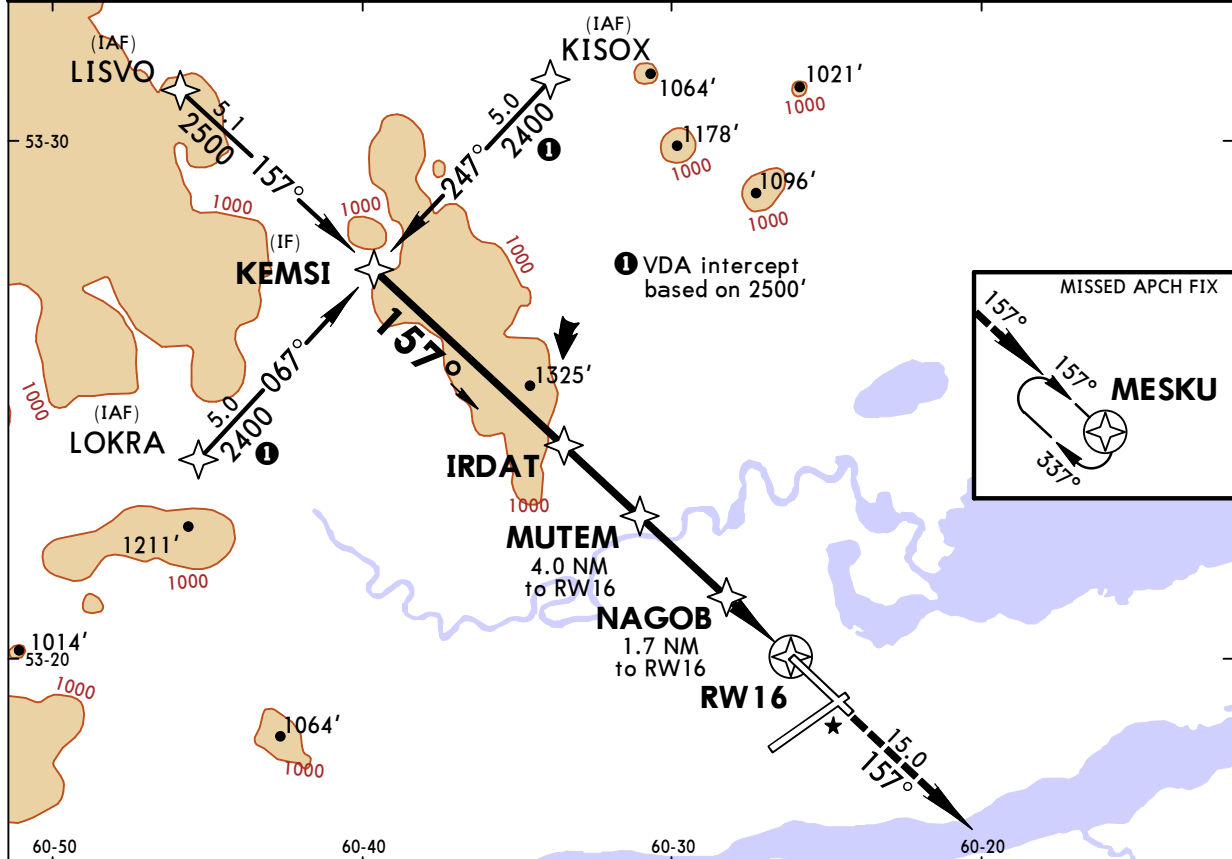 (IAF)
LISVO
5.1
2500
157°
(IAF)
KISOX
5.0
2400
❶
247°
1064'
1021'
1000
1178'
1000
1096'
1000
53-30
1000
1000
1000
(IF)
KEMSI
❶ VDA intercept
based on 2500'
MISSED APCH FIX
157°
157°
MESKU
337°
157°
1325'
1000
(IAF)
LOKRA
067°
5.0
2400
❶
IRDAT
1000
MUTEM
4.0 NM
to RW16
1211'
1000
NAGOB
1.7 NM
to RW16
1014'
53-20
1000
RW16
1064'
1000
15.0
157°
60-50
60-40
60-30
60-20